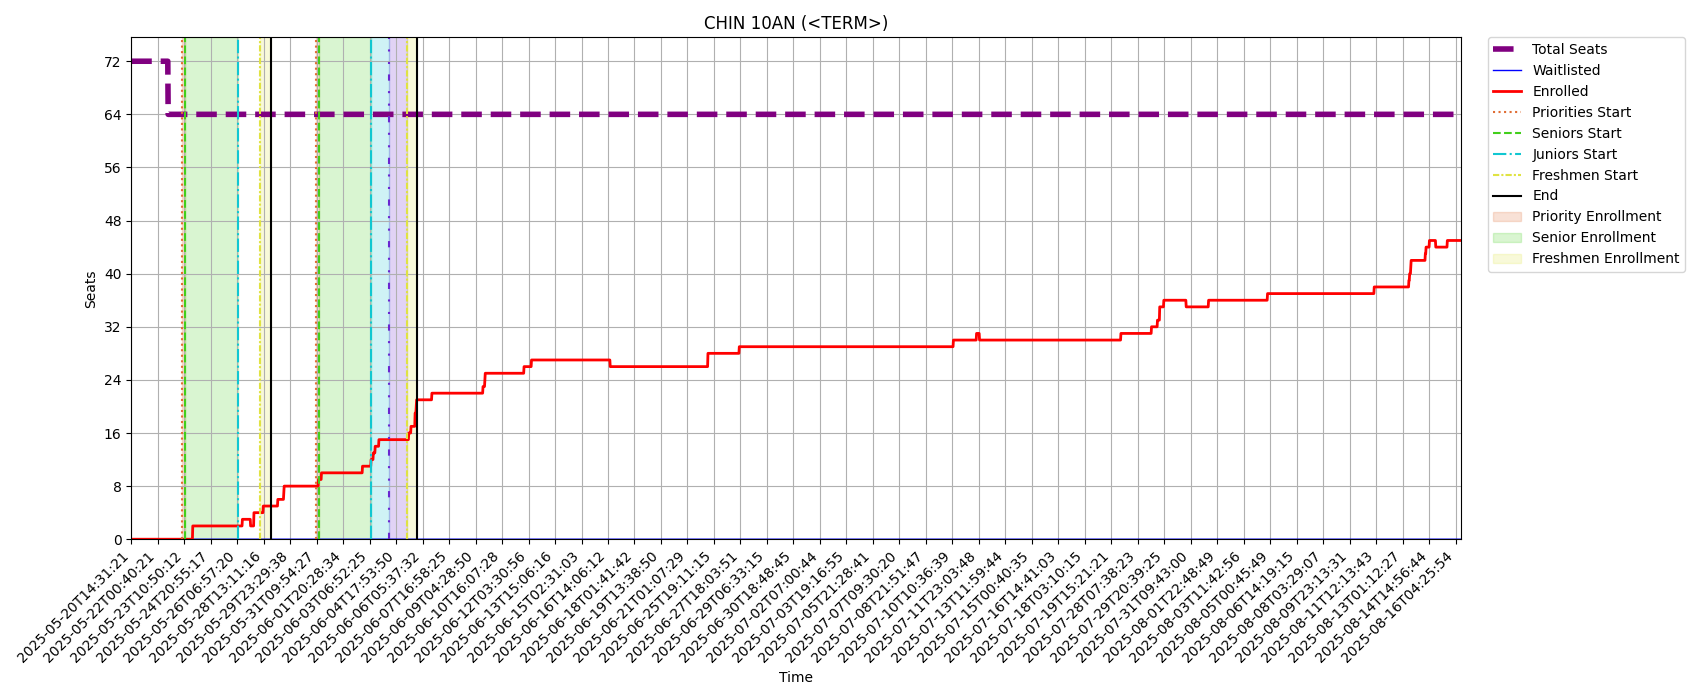 CHIN 10AN (<TERM>)
Total Seats
Waitlisted
Enrolled
Priorities Start
Seniors Start
Juniors Start
Freshmen Start
End
Priority Enrollment
Senior Enrollment
Freshmen Enrollment
Seats
72
64
56
48
40
32
24
16
8
0
2025-05-20T14:31:21
2025-05-22T00:40:21
2025-05-23T10:50:12
2025-05-24T20:55:17
2025-05-26T06:57:20
2025-05-28T13:11:16
2025-05-29T23:29:38
2025-05-31T09:54:27
2025-06-01T20:28:34
2025-06-03T06:52:25
2025-06-04T17:53:50
2025-06-06T05:37:32
2025-06-07T16:58:25
2025-06-09T04:28:50
2025-06-10T16:07:28
2025-06-12T03:30:56
2025-06-13T15:06:16
2025-06-15T02:31:03
2025-06-16T14:06:12
2025-06-18T01:41:42
2025-06-19T13:38:50
2025-06-21T01:07:29
2025-06-25T19:11:15
2025-06-27T18:03:51
2025-06-29T06:33:15
2025-06-30T18:48:45
2025-07-02T07:00:44
2025-07-03T19:16:55
2025-07-05T21:28:41
2025-07-07T09:30:20
2025-07-08T21:51:47
2025-07-10T10:36:39
2025-07-11T23:03:48
2025-07-13T11:59:44
2025-07-15T00:40:35
2025-07-16T14:41:03
2025-07-18T03:10:15
2025-07-19T15:21:21
2025-07-28T07:38:23
2025-07-29T20:39:25
2025-07-31T09:43:00
2025-08-01T22:48:49
2025-08-03T11:42:56
2025-08-05T00:45:49
2025-08-06T14:19:15
2025-08-08T03:29:07
2025-08-09T23:13:31
2025-08-11T12:13:43
2025-08-13T01:12:27
2025-08-14T14:56:44
2025-08-16T04:25:54
Time